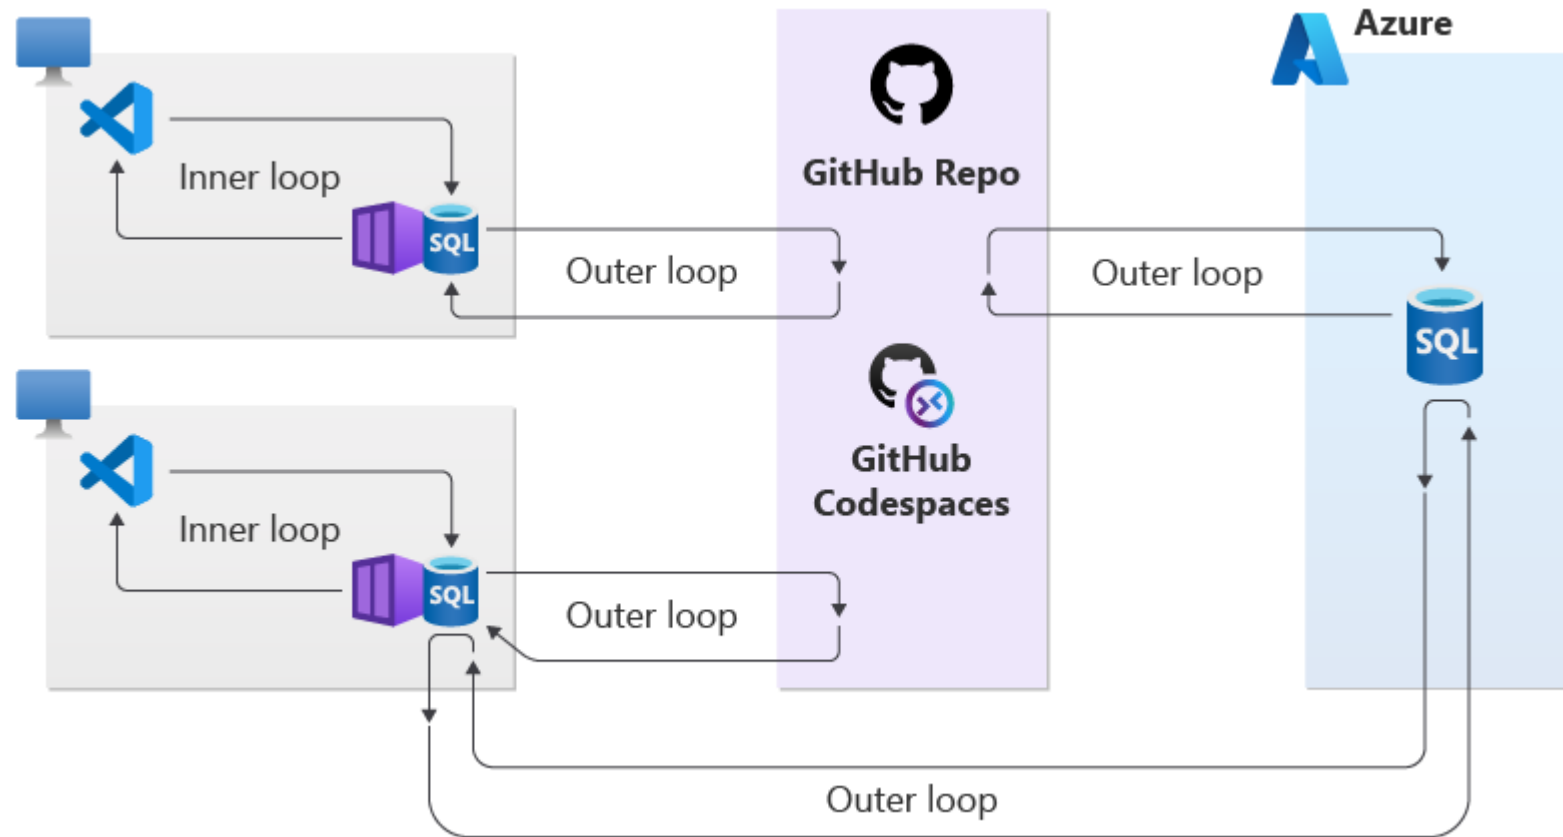 Azure
Inner loop
SQL
GitHub Repo
Outer loop
Outer loop
SQL
GitHub
Codespaces
Inner loop
SQL
Outer loop
Outer loop